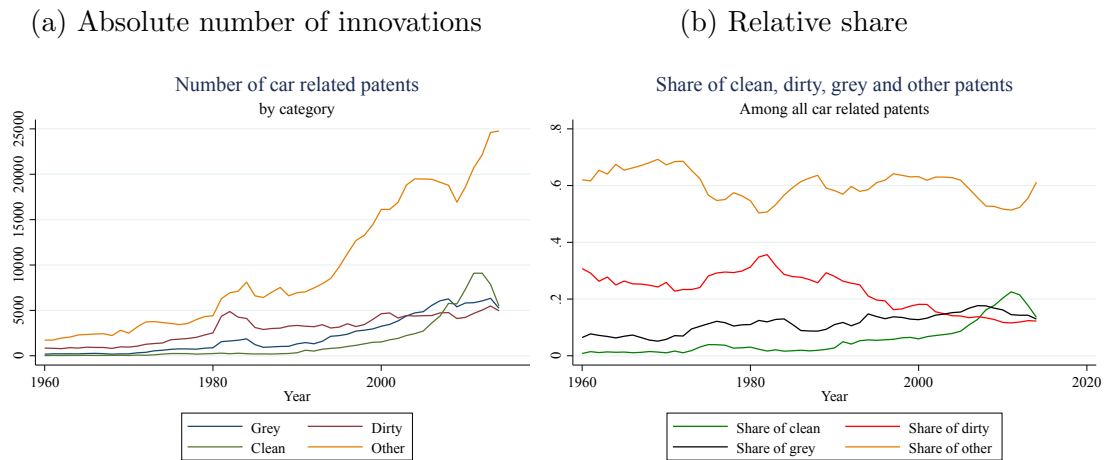 (a) Absolute number of innovations
(b) Relative share
Number of car related patents
by category
25000
20000
15000
10000
5000
0
1960
1980
2000
Year
Grey
Dirty
Clean
Other
Share of clean, dirty, grey and other patents
Among all car related patents
.8
.6
.4
.2
0
1960
1980
2000
2020
Year
Share of clean
Share of dirty
Share of grey
Share of other